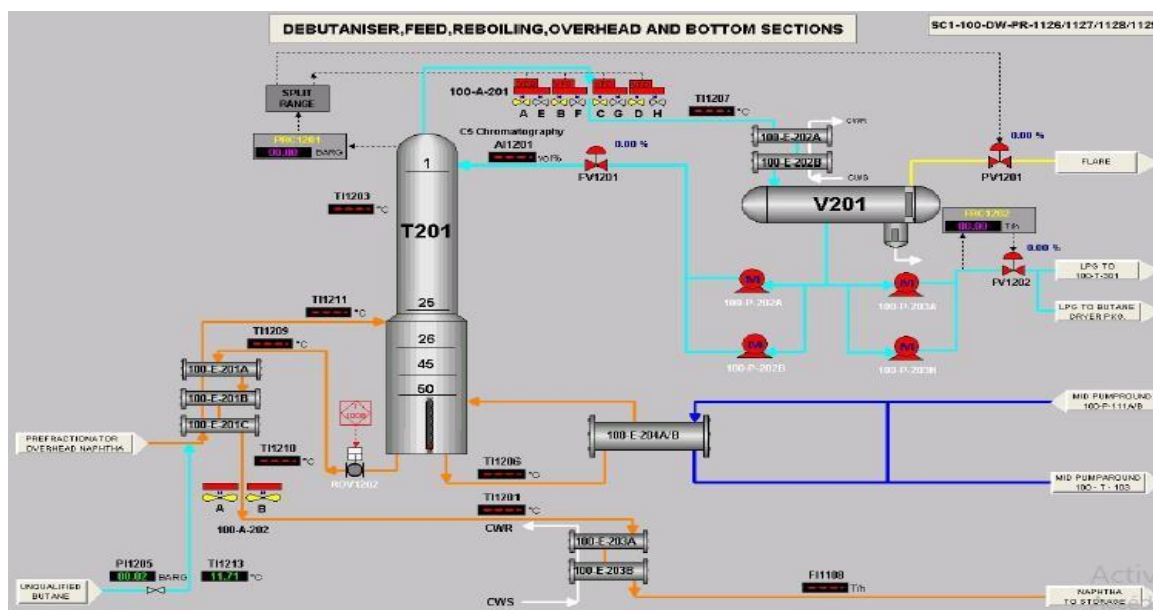 DEBUTANISER,FEED,REBOILING,OVERHEAD AND BOTTOM SECTIONS
SC1-100-DW-PR-1126/1127/1128/1129
SPLIT
RANGE
100-A-201
A E B F C G D H
TI1207
°C
100-E-202A
100-E-202B
CWR
CWS
0.00 %
PV1201
FLARE
PRC1201
00.00 BARG
C5 Chromatography
AI1201
vol%
0.00 %
FV1201
1
TI1203
°C
T201
V201
FRC1202
00.00 T/h
0.00 %
FV1202
LPG TO
100-T-301
LPG TO BUTANE
DRYER PKG.
100-P-202A
100-P-203A
100-P-202B
100-P-203B
M
M
M
M
TI1211
°C
25
26
45
50
TI1209
°C
100-E-201A
100-E-201B
100-E-201C
PREFRACTIONATOR
OVERHEAD NAPHTHA
TI1210
°C
ROV1202
100-E-204A/B
MID PUMPROUND
100-P-111A/B
MID PUMPAROUND
100 - T - 103
TI1206
°C
TI1201
°C
A B
100-A-202
CWR
100-E-203A
100-E-203B
CWS
PI1205
00.02 BARG
TI1213
11.71 °C
UNQUALIFIED
BUTANE
FI1108
T/h
NAPHTHA
TO STORAGE
Activ